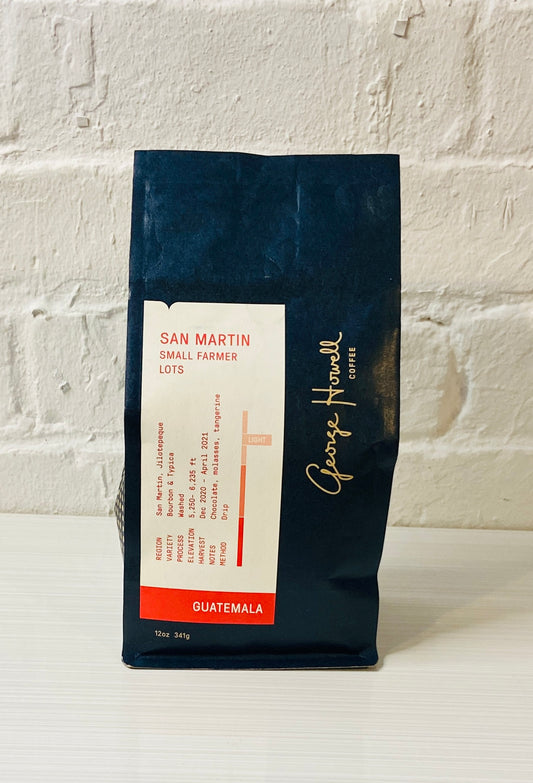 SAN MARTIN
SMALL FARMER
LOTS
REGION San Martin, Jilotepeque
VARIETY Bourbon & Typica
PROCESS Washed
ELEVATION 5.250- 6.235 ft
HARVEST Dec 2020 - April 2021
NOTES Chocolate, molasses, tangerine
METHOD Drip
LIGHT
GUATEMALA
12oz 341g
George Howell
COFFEE